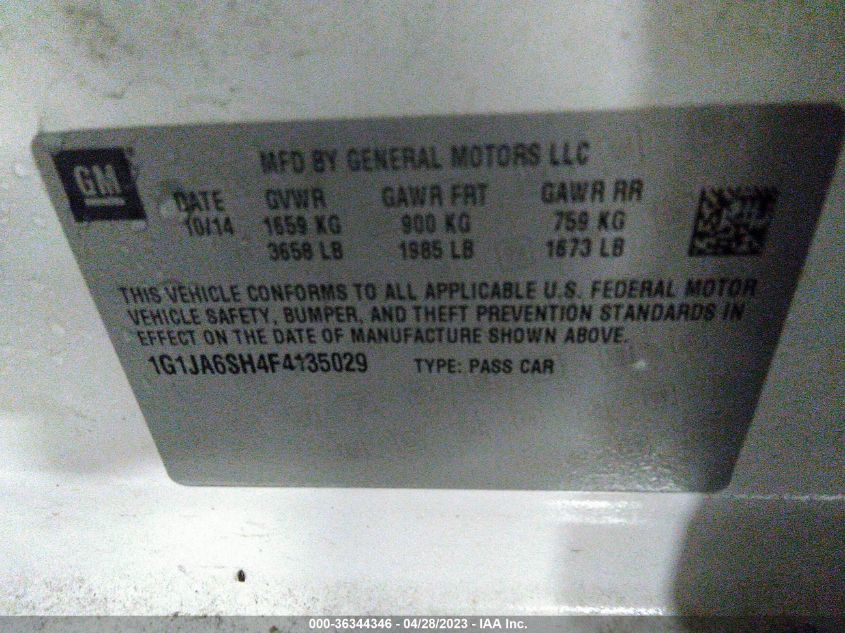 GM
MFD BY GENERAL MOTORS LLC
DATE GVWR GAWR FRT GAWR RR
10/14 1659 KG 900 KG 759 KG
3658 LB 1985 LB 1673 LB
THIS VEHICLE CONFORMS TO ALL APPLICABLE U.S. FEDERAL MOTOR
VEHICLE SAFETY, BUMPER, AND THEFT PREVENTION STANDARDS IN
EFFECT ON THE DATE OF MANUFACTURE SHOWN ABOVE.
1G1JA6SH4F4135029 TYPE: PASS CAR
000-36344346 - 04/28/2023 - IAA Inc.